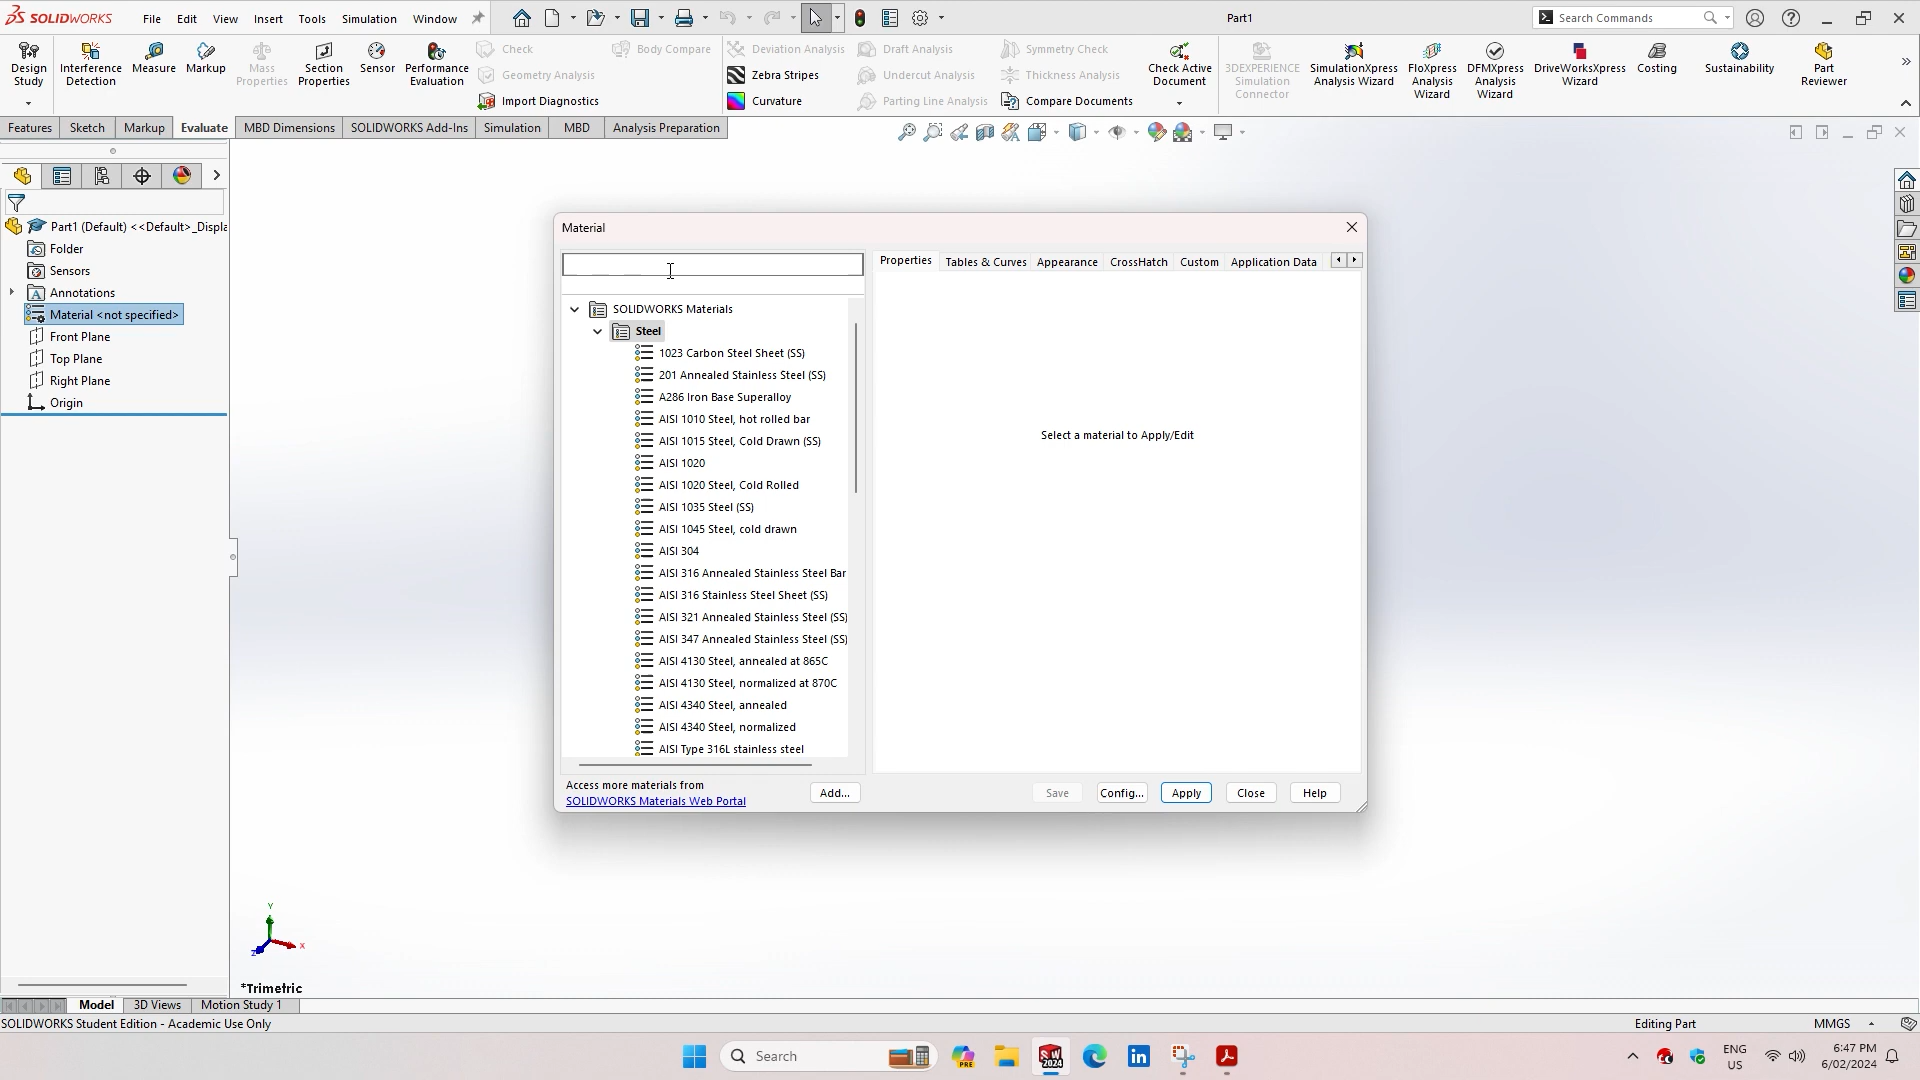 SOLIDWORKS File Edit View Insert Tools Simulation Window Part1 Search Commands
Design Study
Interference Detection
Measure
Markup
Mass Properties
Section Properties
Sensor
Performance Evaluation
Check
Geometry Analysis
Import Diagnostics
Body Compare
Deviation Analysis
Zebra Stripes
Curvature
Draft Analysis
Undercut Analysis
Parting Line Analysis
Symmetry Check
Thickness Analysis
Compare Documents
Check Active Document
3DEXPERIENCE Simulation Connector
SimulationXpress Analysis Wizard
FloXpress Analysis Wizard
DFMXpress Analysis Wizard
DriveWorksXpress Wizard
Costing
Sustainability
Part Reviewer
Features Sketch Markup Evaluate MBD Dimensions SOLIDWORKS Add-Ins Simulation MBD Analysis Preparation
Part1 (Default) <<Default>_Displa
Folder
Sensors
Annotations
Material <not specified>
Front Plane
Top Plane
Right Plane
Origin
Material
SOLIDWORKS Materials
Steel
1023 Carbon Steel Sheet (SS)
201 Annealed Stainless Steel (SS)
A286 Iron Base Superalloy
AISI 1010 Steel, hot rolled bar
AISI 1015 Steel, Cold Drawn (SS)
AISI 1020
AISI 1020 Steel, Cold Rolled
AISI 1035 Steel (SS)
AISI 1045 Steel, cold drawn
AISI 304
AISI 316 Annealed Stainless Steel Bar
AISI 316 Stainless Steel Sheet (SS)
AISI 321 Annealed Stainless Steel (SS)
AISI 347 Annealed Stainless Steel (SS)
AISI 4130 Steel, annealed at 865C
AISI 4130 Steel, normalized at 870C
AISI 4340 Steel, annealed
AISI 4340 Steel, normalized
AISI Type 316L stainless steel
Access more materials from
SOLIDWORKS Materials Web Portal
Add...
Properties Tables & Curves Appearance CrossHatch Custom Application Data
Select a material to Apply/Edit
Save Config... Apply Close Help
Y
X
Z
*Trimetric
Model 3D Views Motion Study 1
SOLIDWORKS Student Edition - Academic Use Only Editing Part MMGS
Search
PRE
SW 2024
in
ENG
US
6:47 PM
6/02/2024